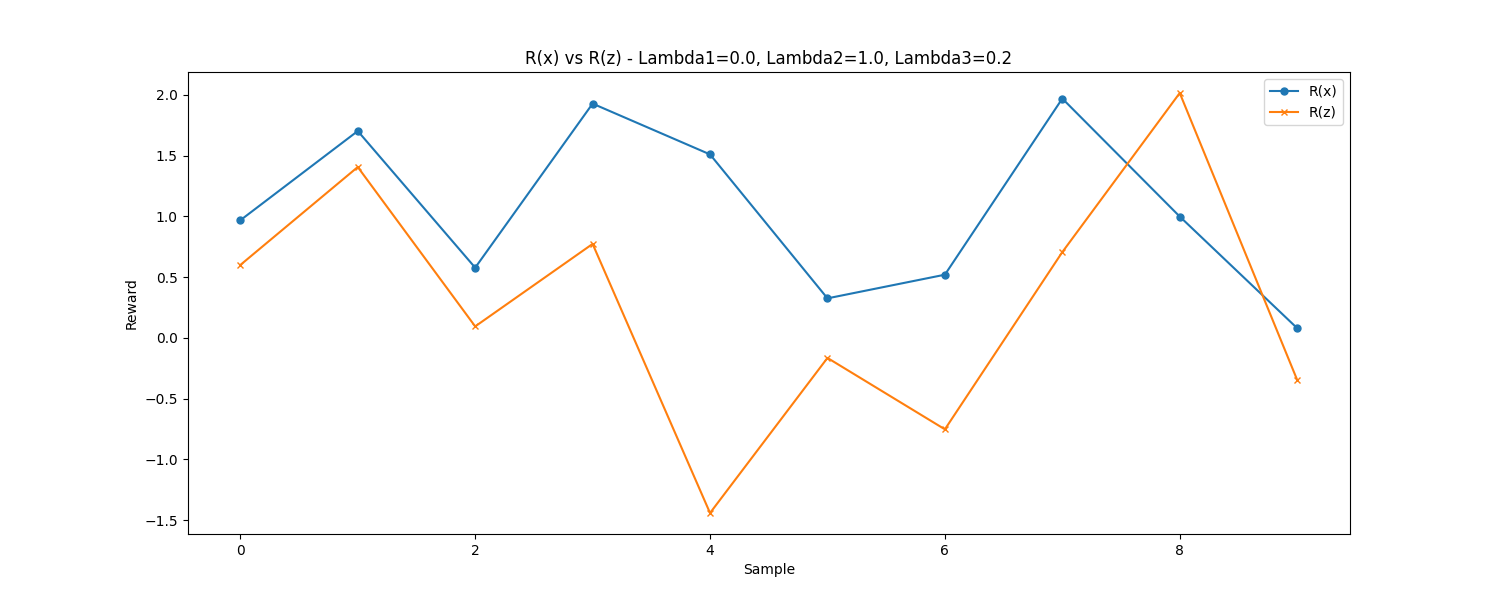 R(x) vs R(z) - Lambda1=0.0, Lambda2=1.0, Lambda3=0.2
R(x)
R(z)
2.0
1.5
1.0
0.5
0.0
−0.5
−1.0
−1.5
Reward
0 2 4 6 8
Sample